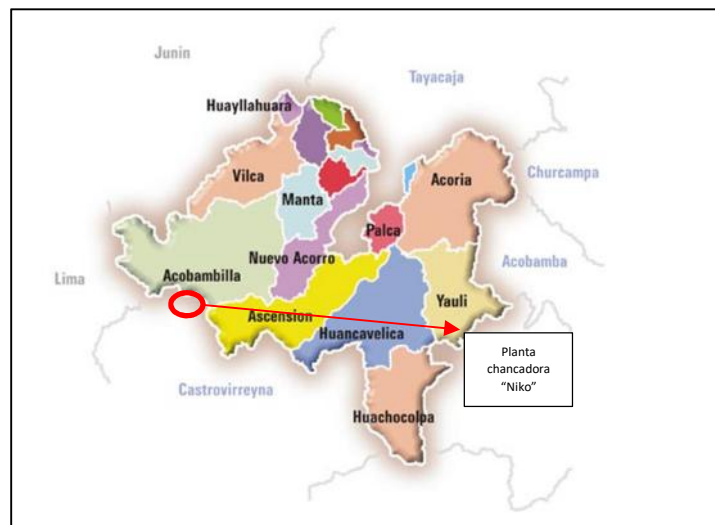 Junin
Tayacaja
Huayllahuara
Churcampa
Vilca
Acoria
Manta
Palca
Nuevo Acorro
Acobamba
Lima
Acobambilla
Yauli
Ascension
Huancavelica
Planta
chancadora
“Niko”
Castrovirreyna
Huachocolpa